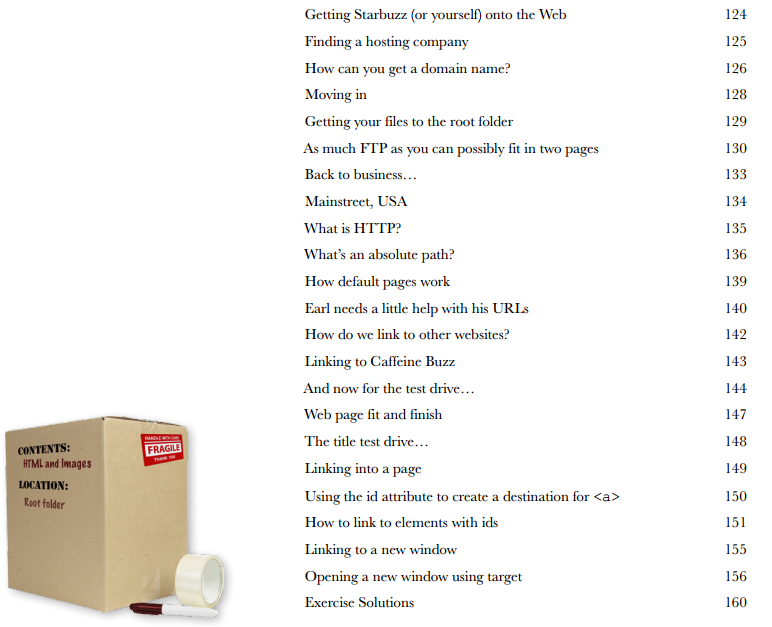 Getting Starbuzz (or yourself) onto the Web 124
Finding a hosting company 125
How can you get a domain name? 126
Moving in 128
Getting your files to the root folder 129
As much FTP as you can possibly fit in two pages 130
Back to business… 133
Mainstreet, USA 134
What is HTTP? 135
What’s an absolute path? 136
How default pages work 139
Earl needs a little help with his URLs 140
How do we link to other websites? 142
Linking to Caffeine Buzz 143
And now for the test drive… 144
Web page fit and finish 147
The title test drive… 148
Linking into a page 149
Using the id attribute to create a destination for <a> 150
How to link to elements with ids 151
Linking to a new window 155
Opening a new window using target 156
Exercise Solutions 160
CONTENTS:
HTML and Images
LOCATION:
Root folder
HANDLE WITH CARE
FRAGILE
THANK YOU